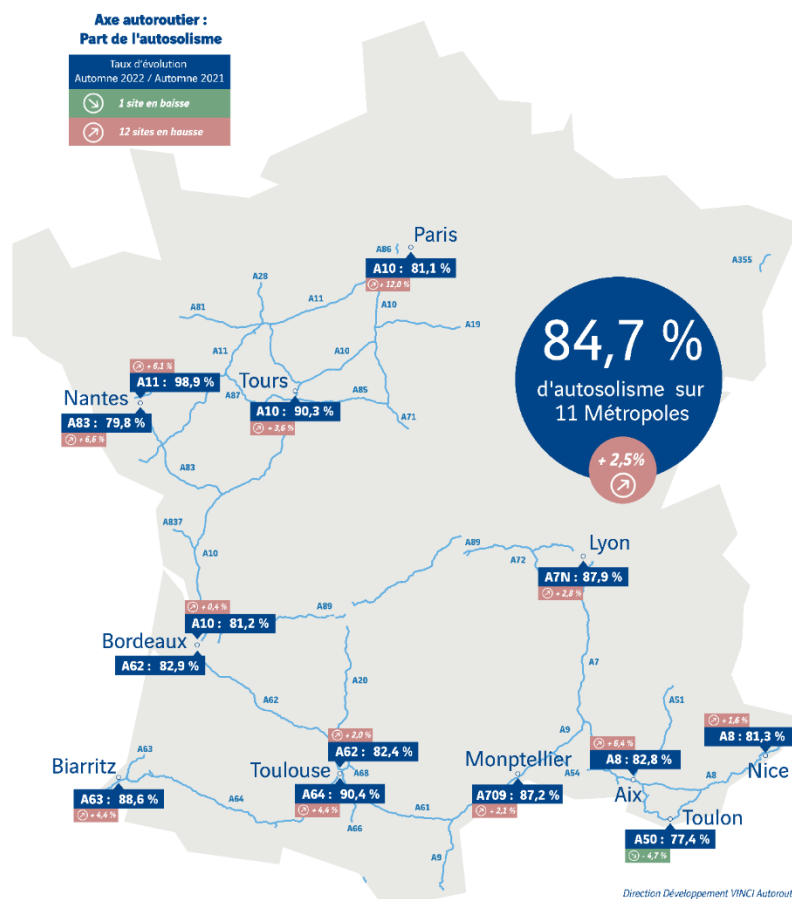 Axe autoroutier :
Part de l'autosolisme
Taux d'évolution
Automne 2022 / Automne 2021
1 site en baisse
12 sites en hausse
Paris
A86
A10 : 81,1 %
+ 12,0 %
A355
A28
A11
A81
A10
A19
84,7 %
d'autosolisme sur
11 Métropoles
+ 2,5%
A10
A11
+ 6,1 %
A11 : 98,9 %
Nantes
A83 : 79,8 %
+ 6,6 %
Tours
A87
A85
A10 : 90,3 %
+ 3,6 %
A71
A83
A837
A10
A89
A72
Lyon
A7N : 87,9 %
+ 2,8 %
+ 0,4 %
A10 : 81,2 %
A89
Bordeaux
A62 : 82,9 %
A7
A20
A62
A51
A9
+ 2,0 %
A62 : 82,4 %
+ 6,4 %
A8 : 82,8 %
+ 1,6 %
A8 : 81,3 %
A63
Biarritz
A63 : 88,6 %
+ 4,4 %
Toulouse
A68
A64 : 90,4 %
+ 4,4 %
A64
A66
A61
Monptellier
A709 : 87,2 %
+ 2,1 %
A54
Aix
A8
Nice
Toulon
A50 : 77,4 %
- 4,7 %
A9
Direction Développement VINCI Autorout